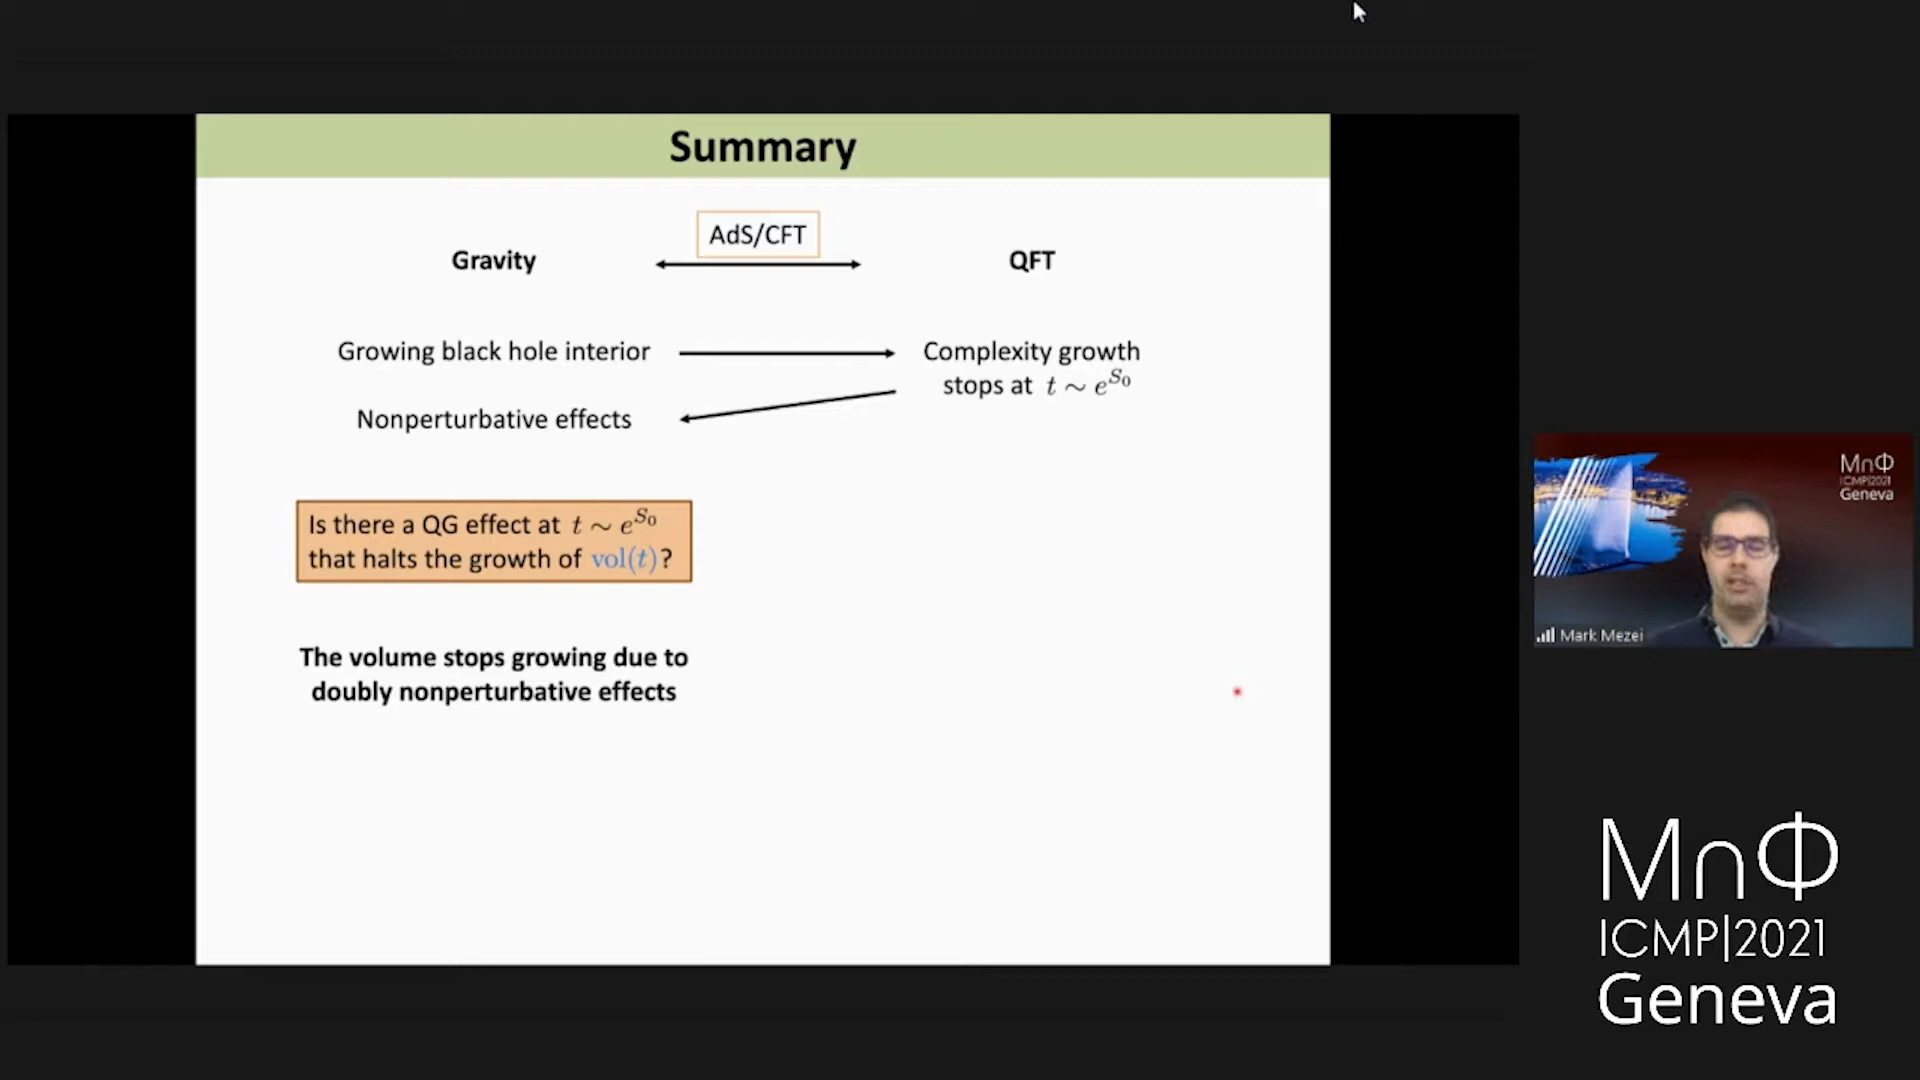 Summary
AdS/CFT
Gravity
QFT
Growing black hole interior
Complexity growth
stops at t ~ e^{S_0}
Nonperturbative effects
Is there a QG effect at t ~ e^{S_0}
that halts the growth of vol(t)?
The volume stops growing due to
doubly nonperturbative effects
M∩Φ
ICMP|2021
Geneva
Mark Mezei
M∩Φ
ICMP|2021
Geneva